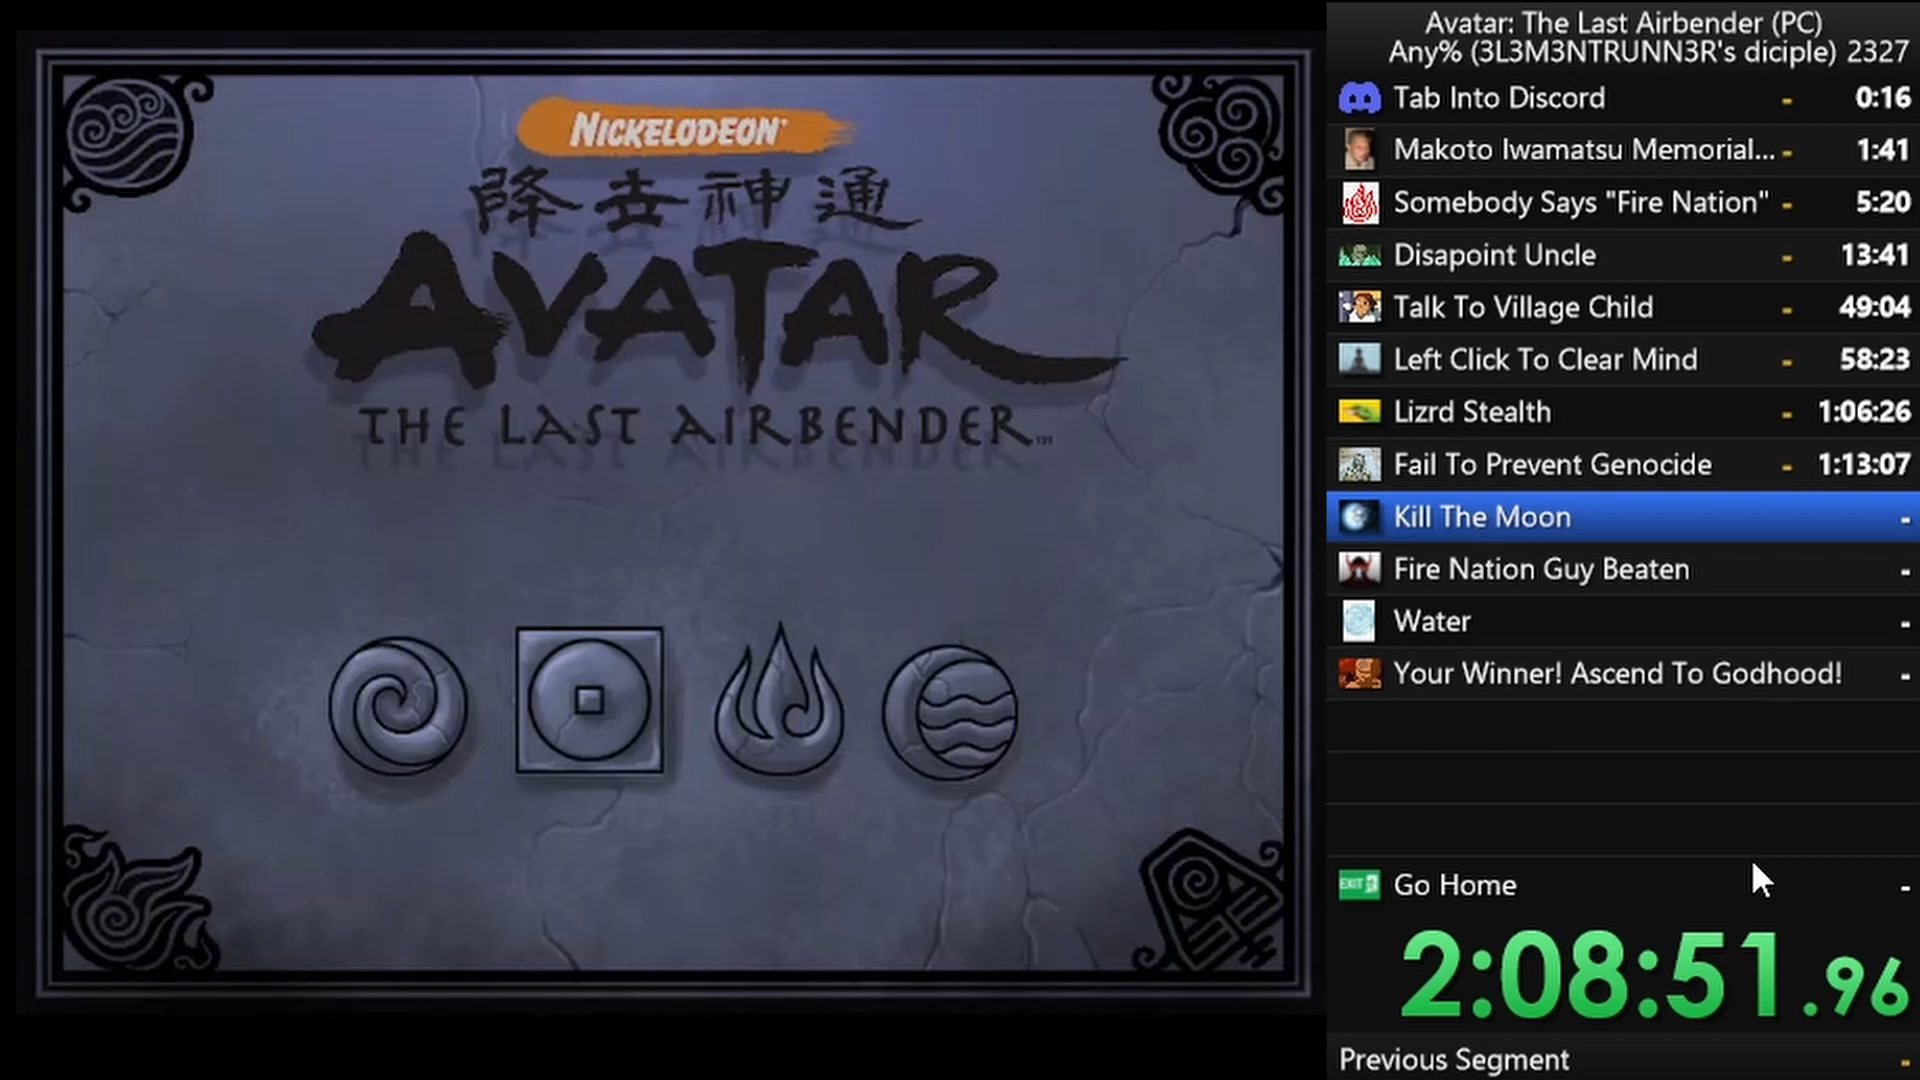 NICKELODEON
降世神通
AVATAR
THE LAST AIRBENDER™
Avatar: The Last Airbender (PC)
Any% (3L3M3NTRUNN3R's diciple) 2327
Tab Into Discord - 0:16
Makoto Iwamatsu Memorial... - 1:41
Somebody Says "Fire Nation" - 5:20
Disapoint Uncle - 13:41
Talk To Village Child - 49:04
Left Click To Clear Mind - 58:23
Lizrd Stealth - 1:06:26
Fail To Prevent Genocide - 1:13:07
Kill The Moon -
Fire Nation Guy Beaten -
Water -
Your Winner! Ascend To Godhood! -
EXIT Go Home -
2:08:51.96
Previous Segment -